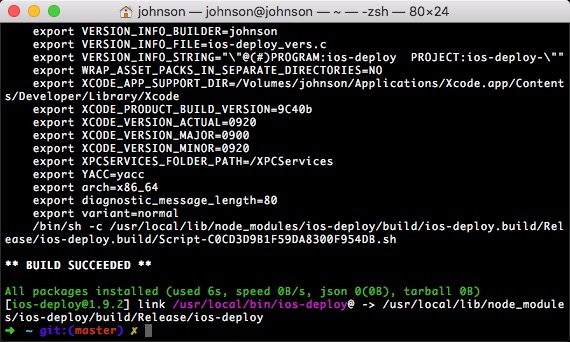 johnson — johnson@johnson — ~ — -zsh — 80×24
export VERSION_INFO_BUILDER=johnson
export VERSION_INFO_FILE=ios-deploy_vers.c
export VERSION_INFO_STRING="\"@(#)PROGRAM:ios-deploy  PROJECT:ios-deploy-\""
export WRAP_ASSET_PACKS_IN_SEPARATE_DIRECTORIES=NO
export XCODE_APP_SUPPORT_DIR=/Volumes/johnson/Applications/Xcode.app/Content
s/Developer/Library/Xcode
export XCODE_PRODUCT_BUILD_VERSION=9C40b
export XCODE_VERSION_ACTUAL=0920
export XCODE_VERSION_MAJOR=0900
export XCODE_VERSION_MINOR=0920
export XPCSERVICES_FOLDER_PATH=/XPCServices
export YACC=yacc
export arch=x86_64
export diagnostic_message_length=80
export variant=normal
/bin/sh -c /usr/local/lib/node_modules/ios-deploy/build/ios-deploy.build/Rel
ease/ios-deploy.build/Script-C0CD3D9B1F59DA8300F954DB.sh
** BUILD SUCCEEDED **
All packages installed (used 6s, speed 0B/s, json 0(0B), tarball 0B)
[ios-deploy@1.9.2] link /usr/local/bin/ios-deploy@ -> /usr/local/lib/node_module
s/ios-deploy/build/Release/ios-deploy
➜  ~ git:(master) ✗